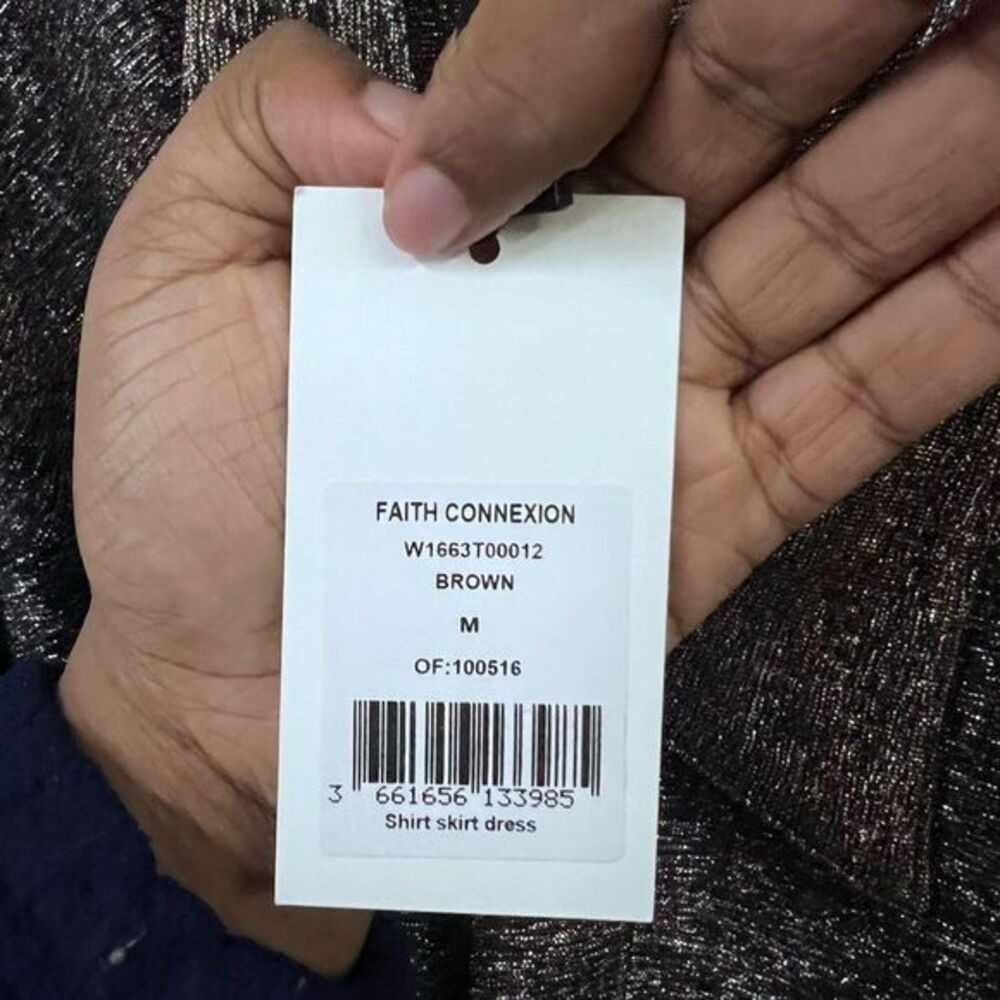 FAITH CONNEXION
W1663T00012
BROWN
M
OF:100516
3 661656 133985
Shirt skirt dress